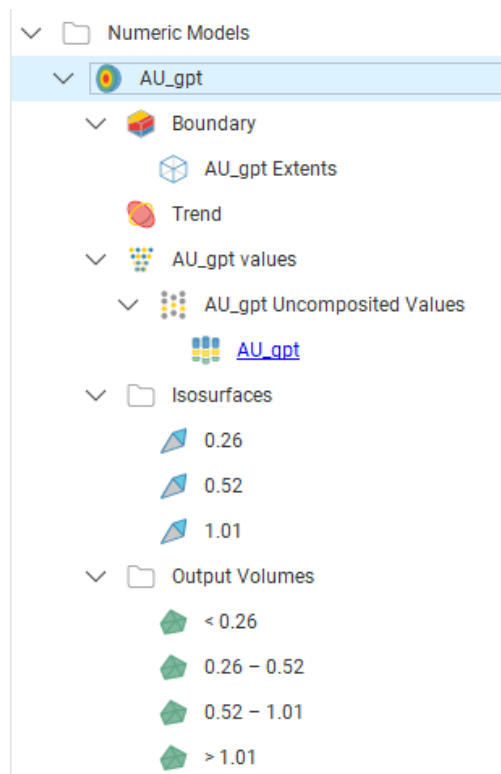 Numeric Models
AU_gpt
Boundary
AU_gpt Extents
Trend
AU_gpt values
AU_gpt Uncomposited Values
AU_gpt
Isosurfaces
0.26
0.52
1.01
Output Volumes
< 0.26
0.26 – 0.52
0.52 – 1.01
> 1.01